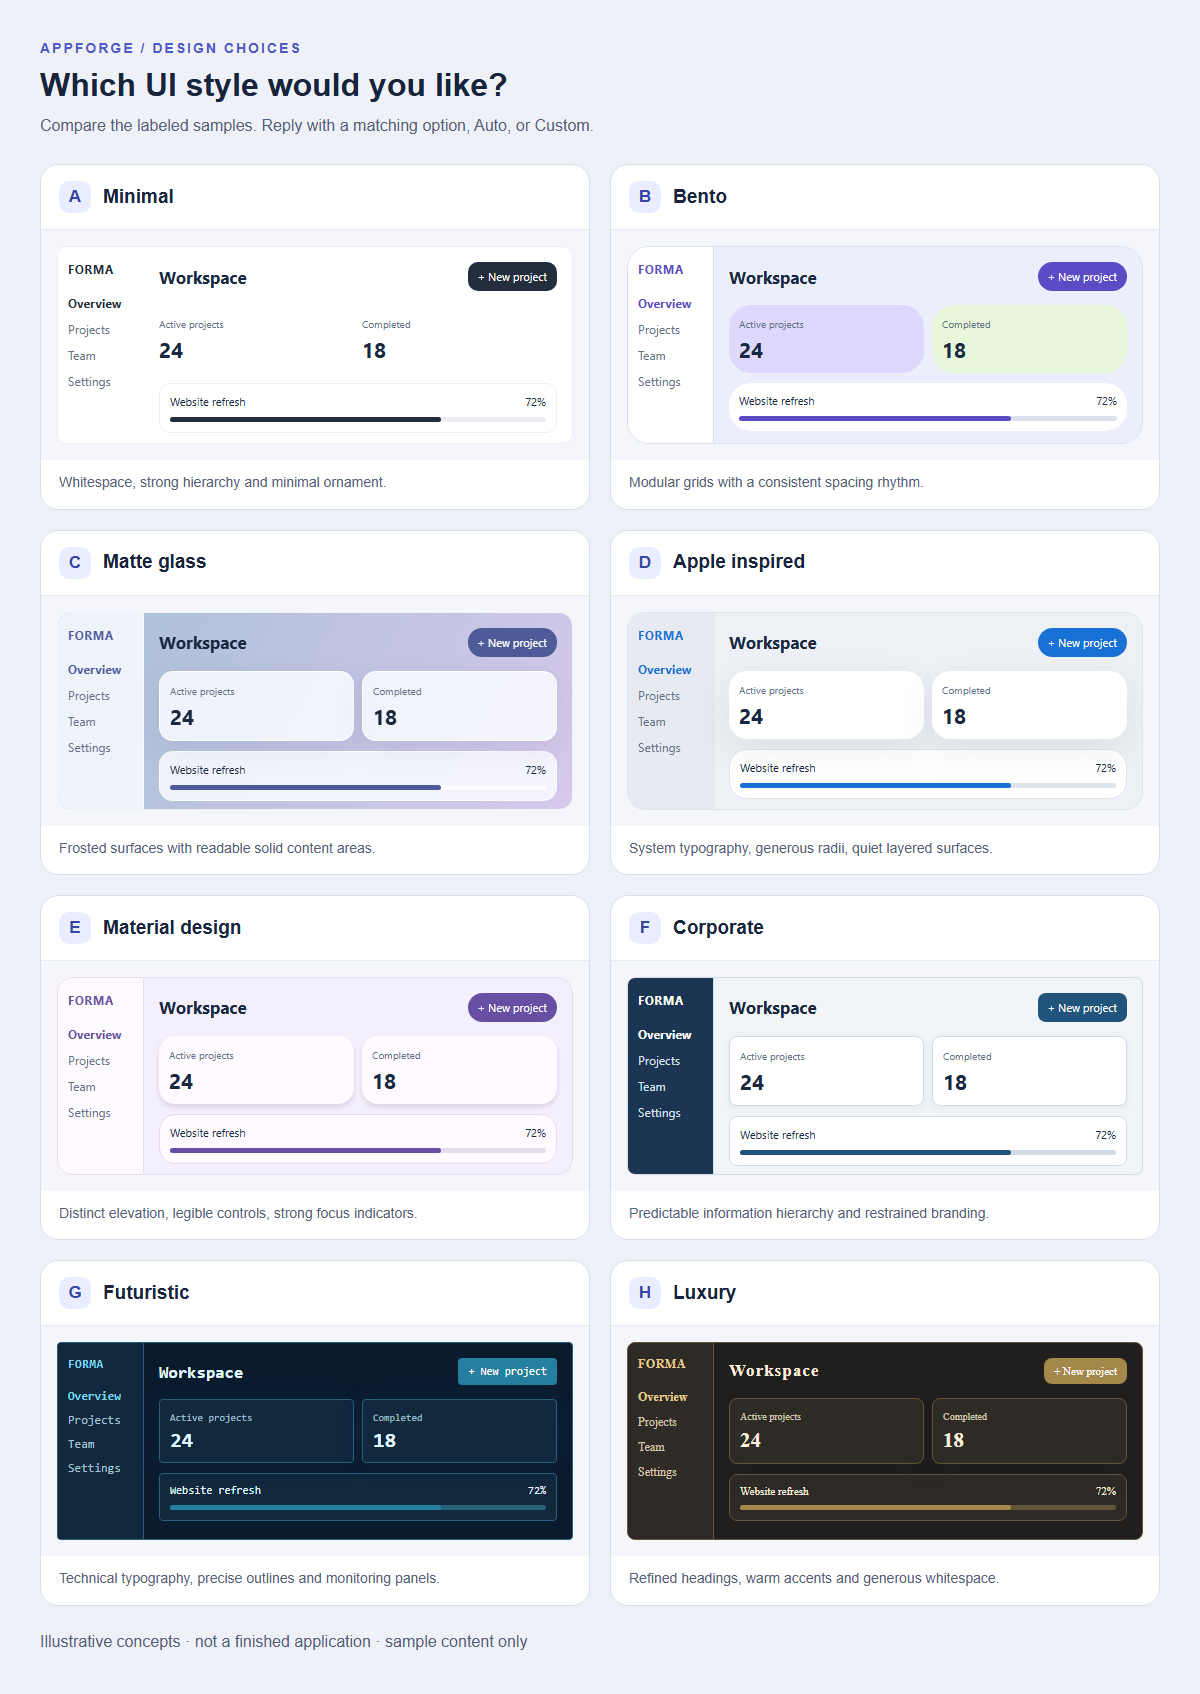 APPFORGE / DESIGN CHOICES
Which UI style would you like?
Compare the labeled samples. Reply with a matching option, Auto, or Custom.
A Minimal
FORMA
Overview
Projects
Team
Settings
Workspace
+ New project
Active projects
24
Completed
18
Website refresh 72%
Whitespace, strong hierarchy and minimal ornament.
B Bento
FORMA
Overview
Projects
Team
Settings
Workspace
+ New project
Active projects
24
Completed
18
Website refresh 72%
Modular grids with a consistent spacing rhythm.
C Matte glass
FORMA
Overview
Projects
Team
Settings
Workspace
+ New project
Active projects
24
Completed
18
Website refresh 72%
Frosted surfaces with readable solid content areas.
D Apple inspired
FORMA
Overview
Projects
Team
Settings
Workspace
+ New project
Active projects
24
Completed
18
Website refresh 72%
System typography, generous radii, quiet layered surfaces.
E Material design
FORMA
Overview
Projects
Team
Settings
Workspace
+ New project
Active projects
24
Completed
18
Website refresh 72%
Distinct elevation, legible controls, strong focus indicators.
F Corporate
FORMA
Overview
Projects
Team
Settings
Workspace
+ New project
Active projects
24
Completed
18
Website refresh 72%
Predictable information hierarchy and restrained branding.
G Futuristic
FORMA
Overview
Projects
Team
Settings
Workspace
+ New project
Active projects
24
Completed
18
Website refresh 72%
Technical typography, precise outlines and monitoring panels.
H Luxury
FORMA
Overview
Projects
Team
Settings
Workspace
+ New project
Active projects
24
Completed
18
Website refresh 72%
Refined headings, warm accents and generous whitespace.
Illustrative concepts · not a finished application · sample content only